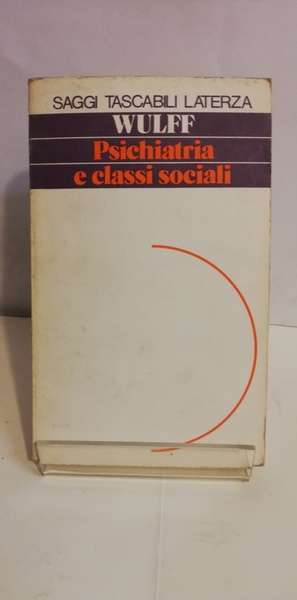 SAGGI TASCABILI LATERZA
WULFF
Psichiatria
e classi sociali